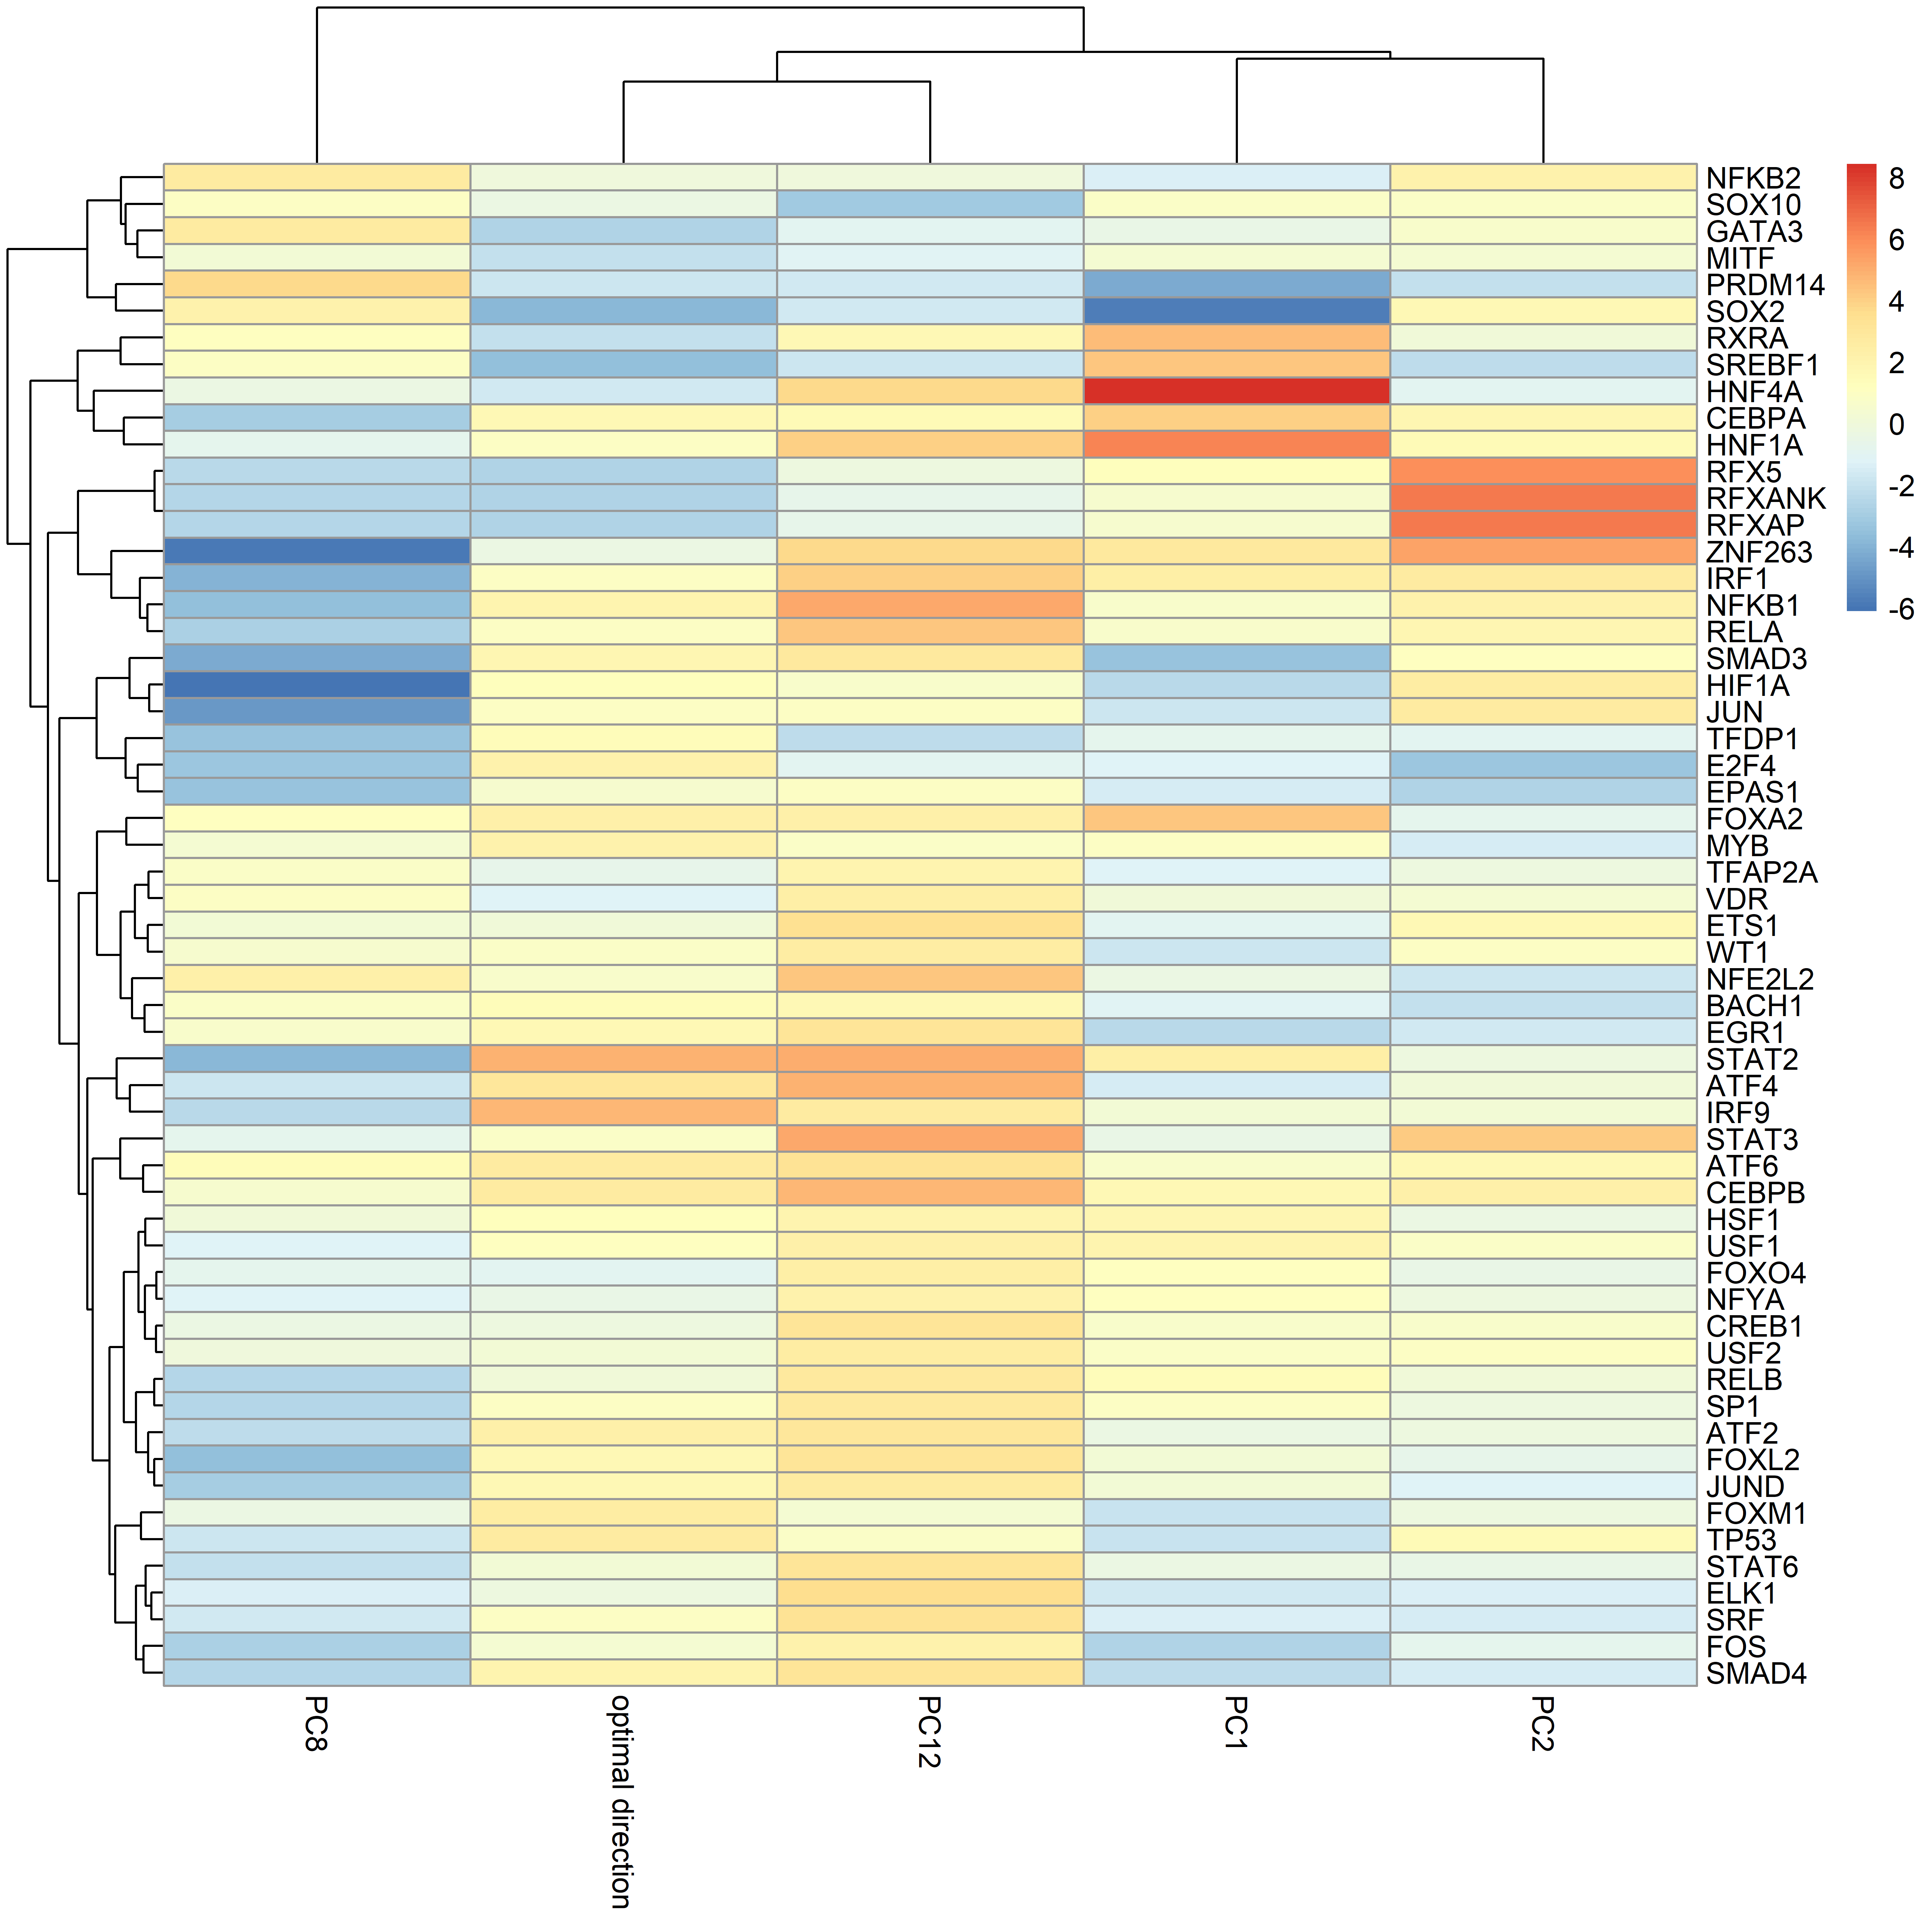 NFKB2
SOX10
GATA3
MITF
PRDM14
SOX2
RXRA
SREBF1
HNF4A
CEBPA
HNF1A
RFX5
RFXANK
RFXAP
ZNF263
IRF1
NFKB1
RELA
SMAD3
HIF1A
JUN
TFDP1
E2F4
EPAS1
FOXA2
MYB
TFAP2A
VDR
ETS1
WT1
NFE2L2
BACH1
EGR1
STAT2
ATF4
IRF9
STAT3
ATF6
CEBPB
HSF1
USF1
FOXO4
NFYA
CREB1
USF2
RELB
SP1
ATF2
FOXL2
JUND
FOXM1
TP53
STAT6
ELK1
SRF
FOS
SMAD4
8
6
4
2
0
-2
-4
-6
PC8
optimal direction
PC12
PC1
PC2